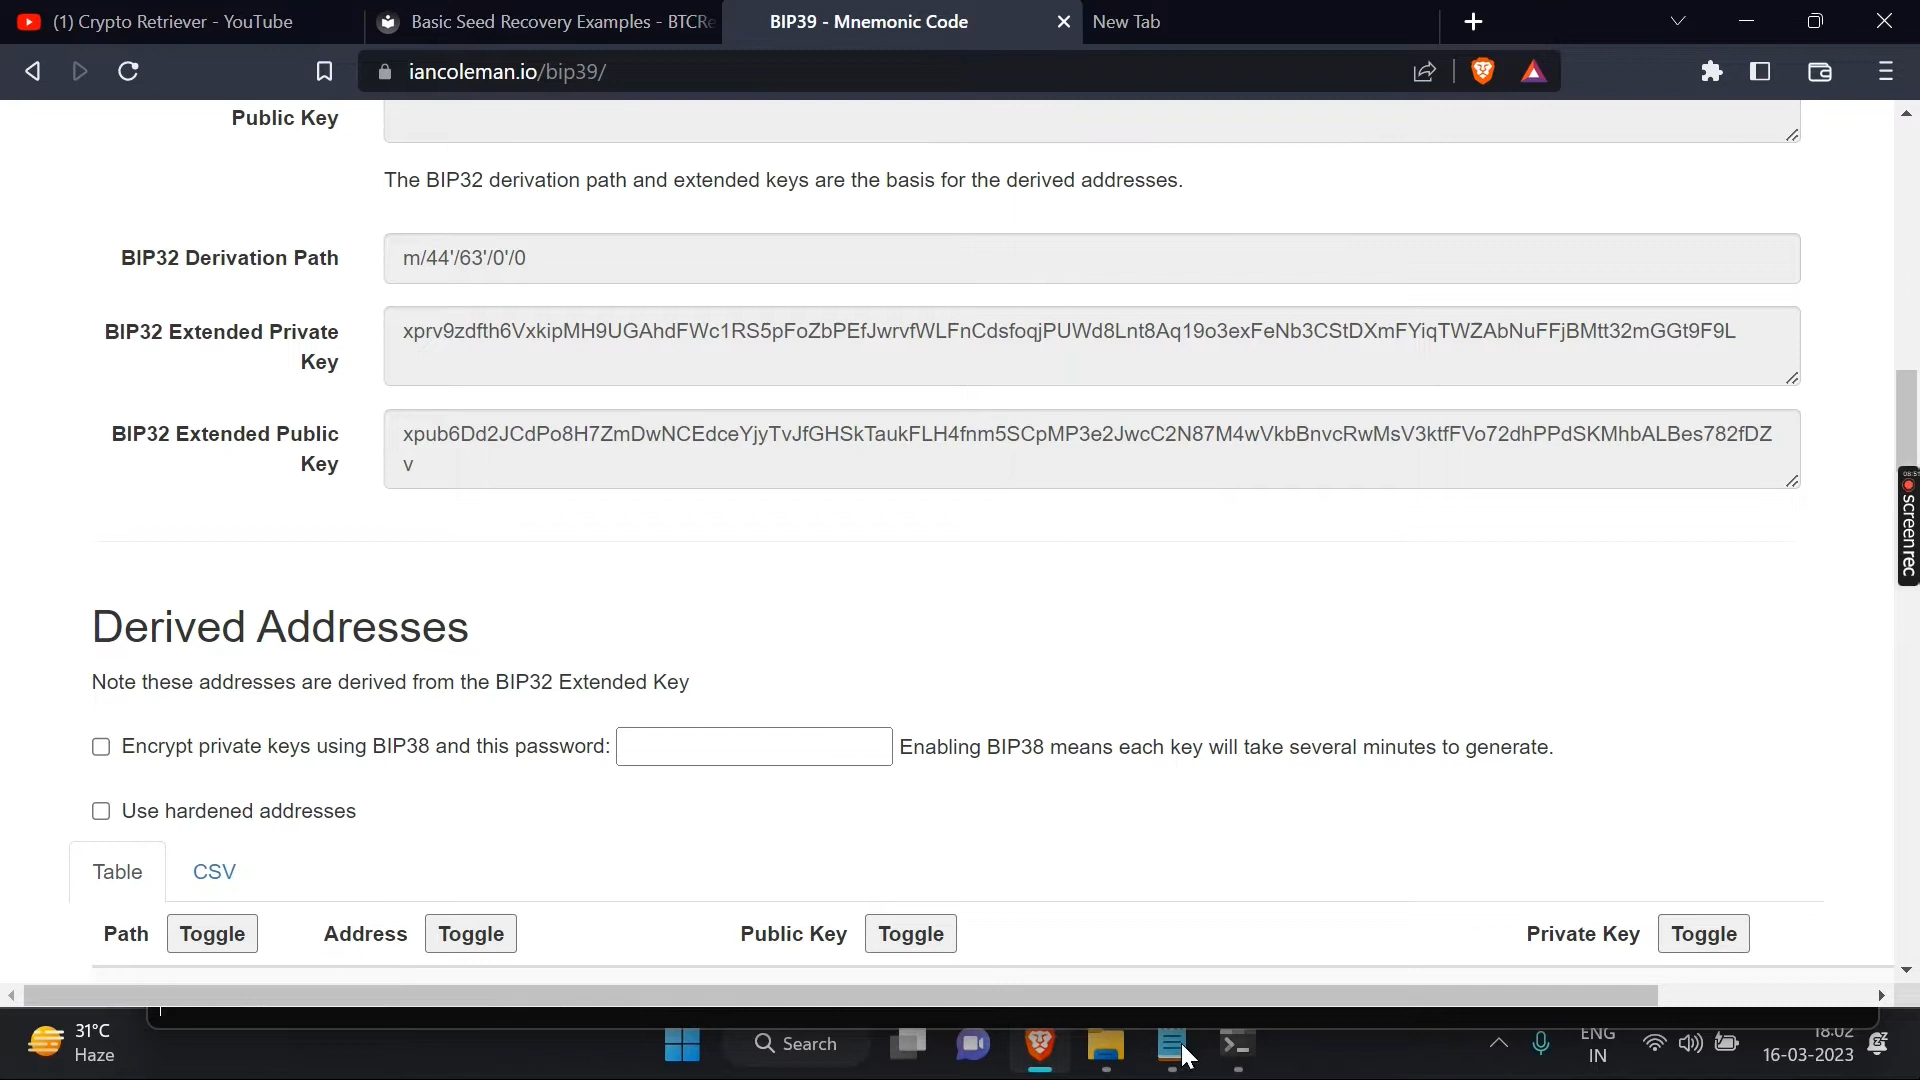 (1) Crypto Retriever - YouTube
Basic Seed Recovery Examples - BTCRe
BIP39 - Mnemonic Code
New Tab
iancoleman.io/bip39/
Public Key
The BIP32 derivation path and extended keys are the basis for the derived addresses.
BIP32 Derivation Path
m/44'/63'/0'/0
BIP32 Extended Private
Key
xprv9zdfth6VxkipMH9UGAhdFWc1RS5pFoZbPEfJwrvfWLFnCdsfoqjPUWd8Lnt8Aq19o3exFeNb3CStDXmFYiqTWZAbNuFFjBMtt32mGGt9F9L
BIP32 Extended Public
Key
xpub6Dd2JCdPo8H7ZmDwNCEdceYjyTvJfGHSkTaukFLH4fnm5SCpMP3e2JwcC2N87M4wVkbBnvcRwMsV3ktfFVo72dhPPdSKMhbALBes782fDZ
v
Derived Addresses
Note these addresses are derived from the BIP32 Extended Key
Encrypt private keys using BIP38 and this password:
Enabling BIP38 means each key will take several minutes to generate.
Use hardened addresses
Table
CSV
Path
Toggle
Address
Toggle
Public Key
Toggle
Private Key
Toggle
screenrec
31°C
Haze
Search
ENG
IN
18:02
16-03-2023